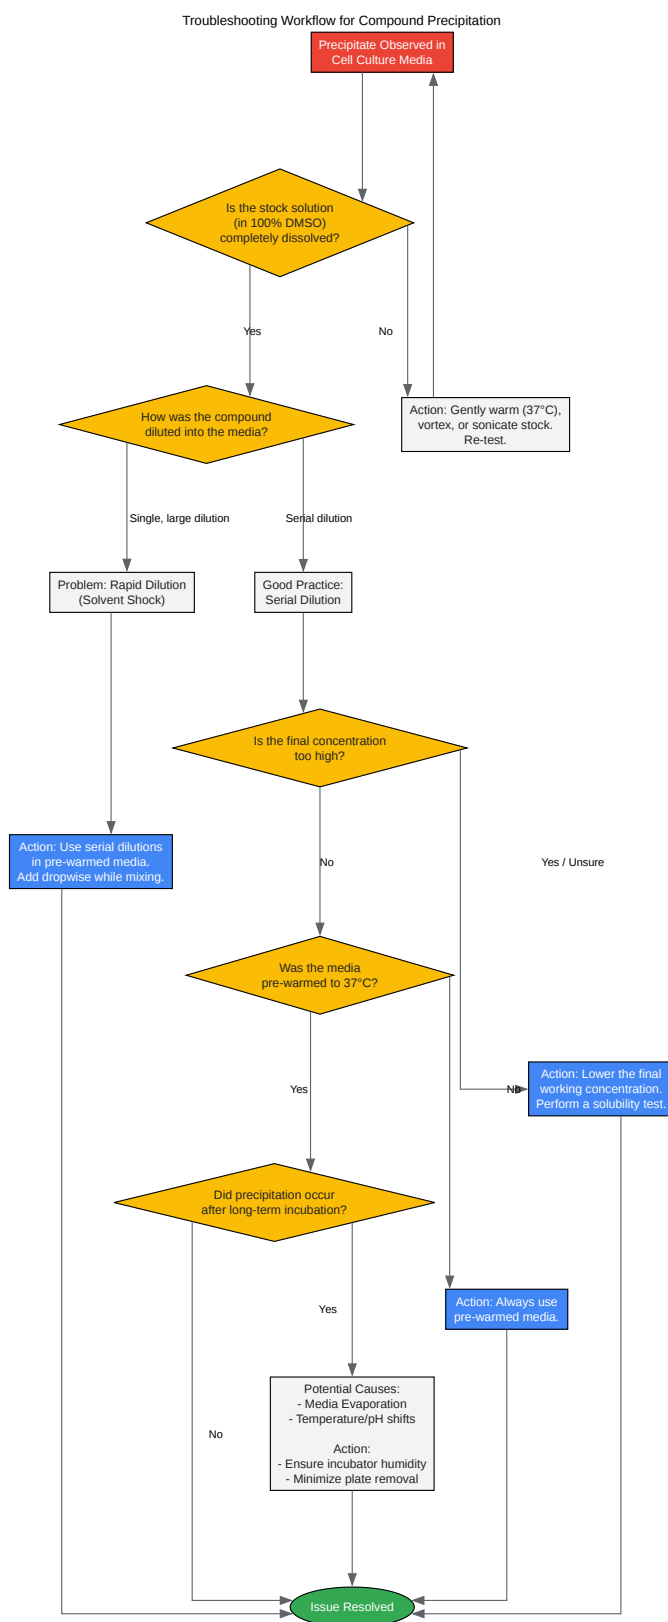 Troubleshooting Workflow for Compound Precipitation
Precipitate Observed in
Cell Culture Media
Is the stock solution
(in 100% DMSO)
completely dissolved?
Yes
No
How was the compound
diluted into the media?
Action: Gently warm (37°C),
vortex, or sonicate stock.
Re-test.
Single, large dilution
Serial dilution
Problem: Rapid Dilution
(Solvent Shock)
Good Practice:
Serial Dilution
Is the final concentration
too high?
Action: Use serial dilutions
in pre-warmed media.
Add dropwise while mixing.
No
Yes / Unsure
Was the media
pre-warmed to 37°C?
Yes
No
Action: Lower the final
working concentration.
Perform a solubility test.
Did precipitation occur
after long-term incubation?
Yes
Action: Always use
pre-warmed media.
No
Potential Causes:
- Media Evaporation
- Temperature/pH shifts
Action:
- Ensure incubator humidity
- Minimize plate removal
Issue Resolved